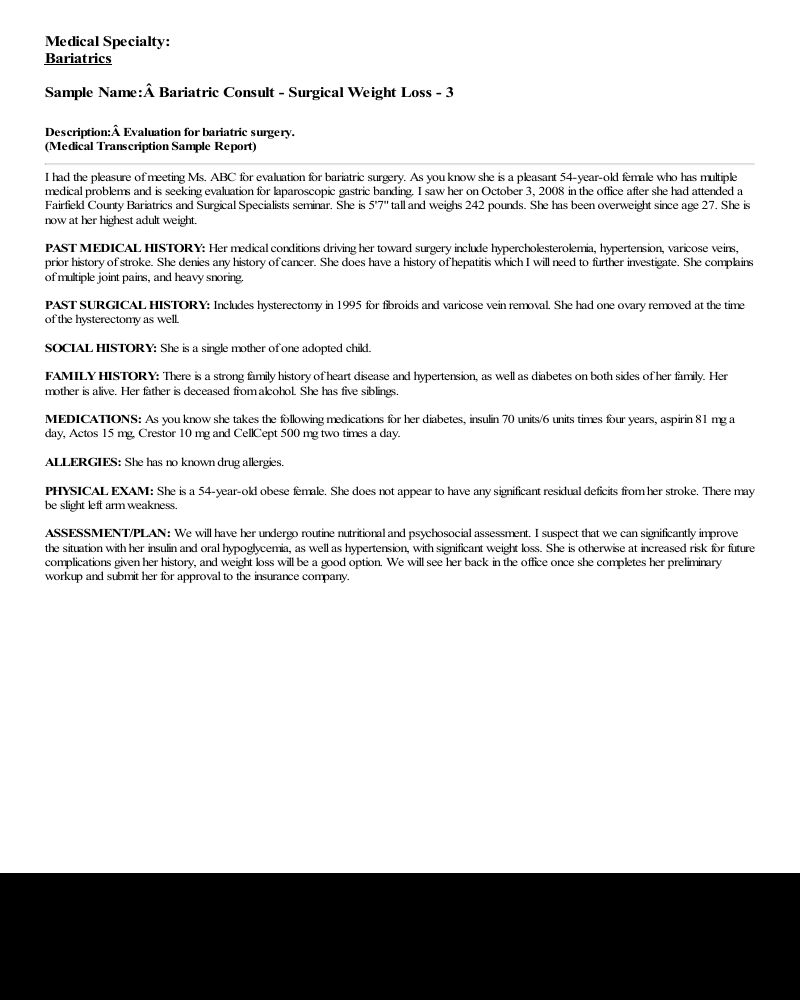 Medical Specialty:
Bariatrics
Sample Name:Â Bariatric Consult - Surgical Weight Loss - 3
Description:Â Evaluation for bariatric surgery.
(Medical Transcription Sample Report)
I had the pleasure of meeting Ms. ABC for evaluation for bariatric surgery. As you know she is a pleasant 54-year-old female who has multiple
medical problems and is seeking evaluation for laparoscopic gastric banding. I saw her on October 3, 2008 in the office after she had attended a
Fairfield County Bariatrics and Surgical Specialists seminar. She is 5'7" tall and weighs 242 pounds. She has been overweight since age 27. She is
now at her highest adult weight.
PAST MEDICAL HISTORY: Her medical conditions driving her toward surgery include hypercholesterolemia, hypertension, varicose veins,
prior history of stroke. She denies any history of cancer. She does have a history of hepatitis which I will need to further investigate. She complains
of multiple joint pains, and heavy snoring.
PAST SURGICAL HISTORY: Includes hysterectomy in 1995 for fibroids and varicose vein removal. She had one ovary removed at the time
of the hysterectomy as well.
SOCIAL HISTORY: She is a single mother of one adopted child.
FAMILY HISTORY: There is a strong family history of heart disease and hypertension, as well as diabetes on both sides of her family. Her
mother is alive. Her father is deceased from alcohol. She has five siblings.
MEDICATIONS: As you know she takes the following medications for her diabetes, insulin 70 units/6 units times four years, aspirin 81 mg a
day, Actos 15 mg, Crestor 10 mg and CellCept 500 mg two times a day.
ALLERGIES: She has no known drug allergies.
PHYSICAL EXAM: She is a 54-year-old obese female. She does not appear to have any significant residual deficits from her stroke. There may
be slight left arm weakness.
ASSESSMENT/PLAN: We will have her undergo routine nutritional and psychosocial assessment. I suspect that we can significantly improve
the situation with her insulin and oral hypoglycemia, as well as hypertension, with significant weight loss. She is otherwise at increased risk for future
complications given her history, and weight loss will be a good option. We will see her back in the office once she completes her preliminary
workup and submit her for approval to the insurance company.